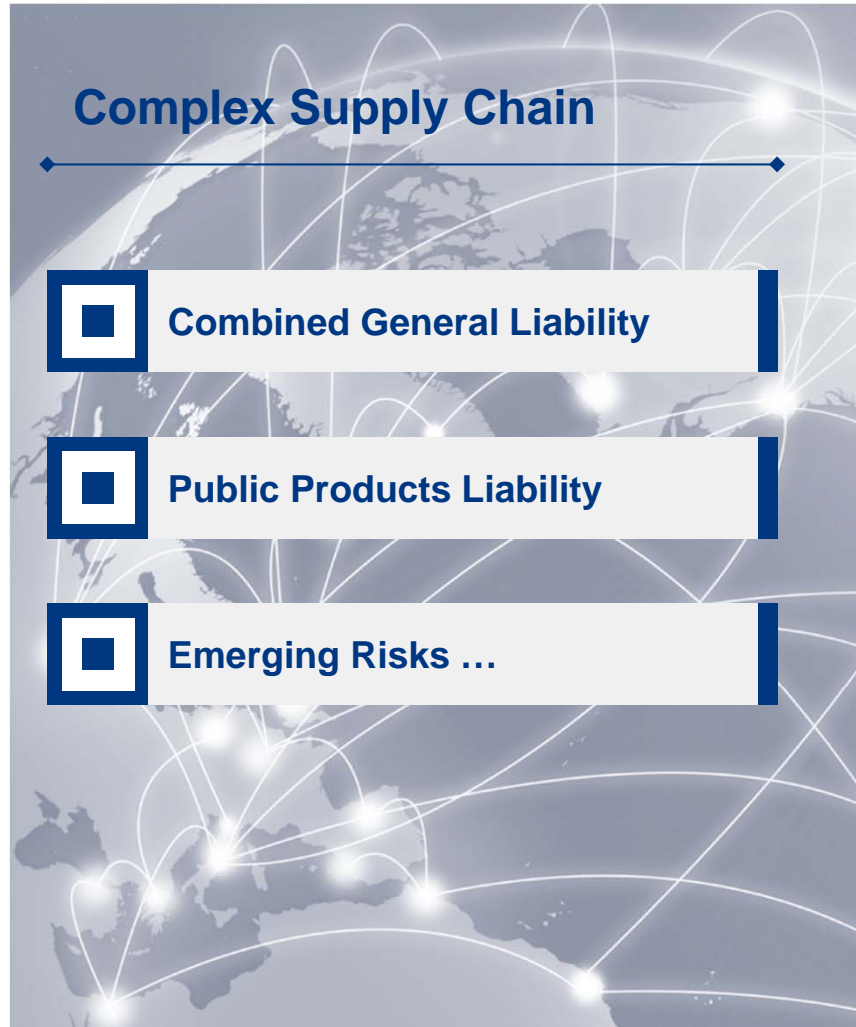 Complex Supply Chain
Combined General Liability
Public Products Liability
Emerging Risks …